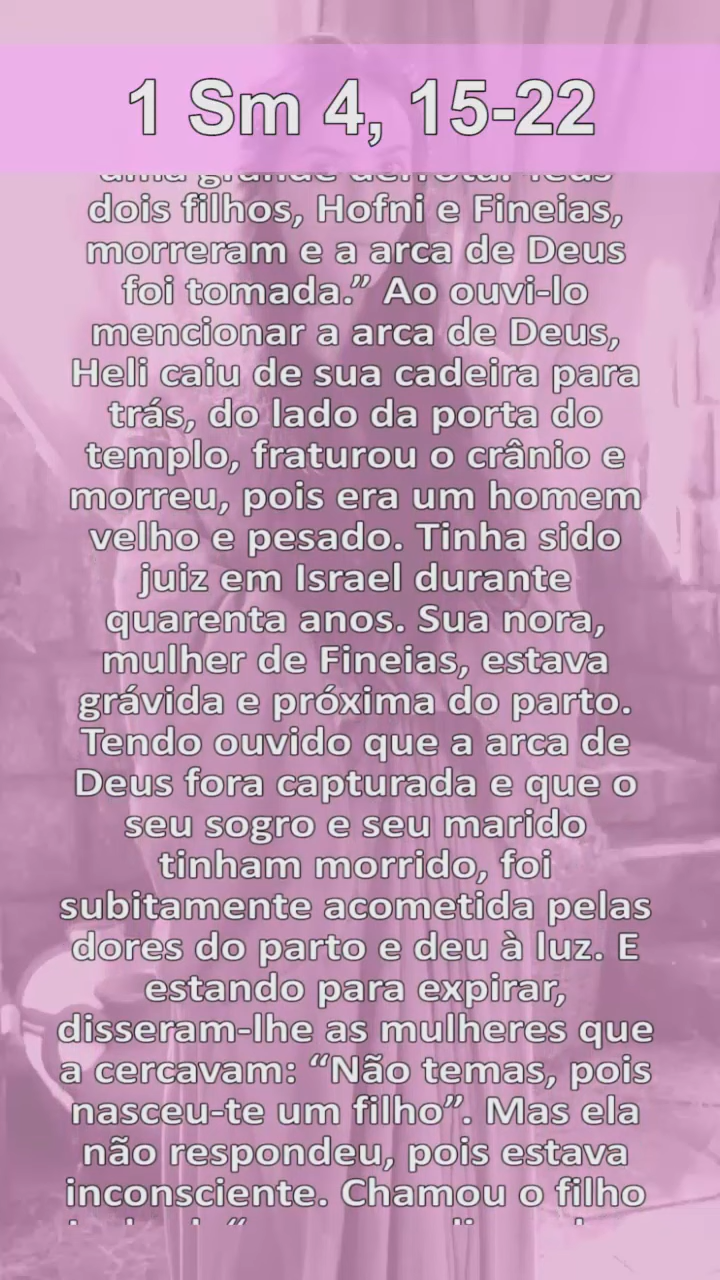 1 Sm 4, 15-22
uma grande derrota. Teus
dois filhos, Hofni e Fineias,
morreram e a arca de Deus
foi tomada.” Ao ouvi-lo
mencionar a arca de Deus,
Heli caiu de sua cadeira para
trás, do lado da porta do
templo, fraturou o crânio e
morreu, pois era um homem
velho e pesado. Tinha sido
juiz em Israel durante
quarenta anos. Sua nora,
mulher de Fineias, estava
grávida e próxima do parto.
Tendo ouvido que a arca de
Deus fora capturada e que o
seu sogro e seu marido
tinham morrido, foi
subitamente acometida pelas
dores do parto e deu à luz. E
estando para expirar,
disseram-lhe as mulheres que
a cercavam: “Não temas, pois
nasceu-te um filho”. Mas ela
não respondeu, pois estava
inconsciente. Chamou o filho